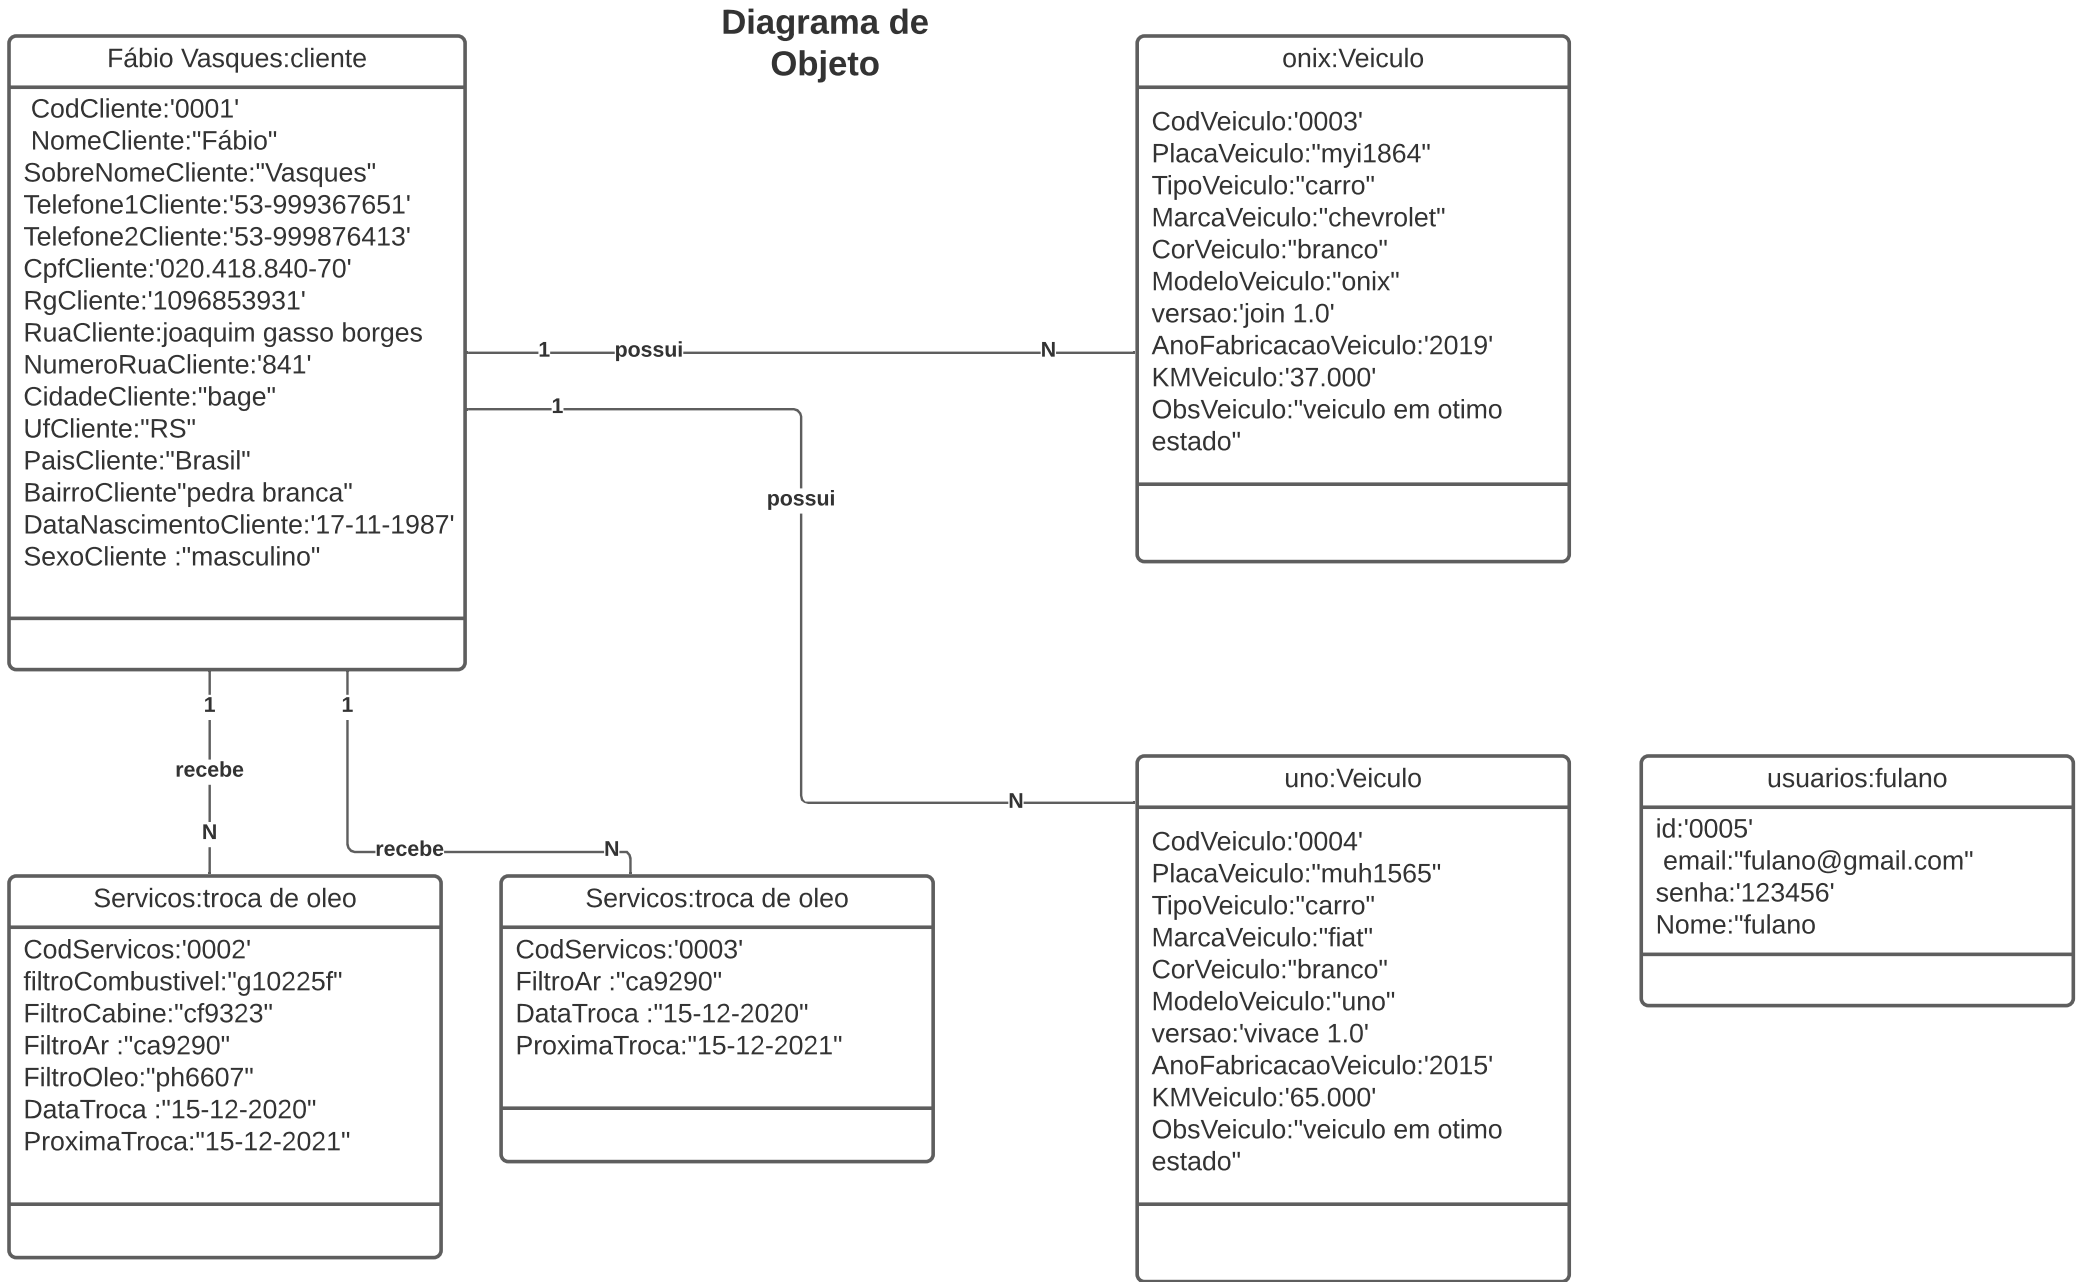 Diagrama de
Objeto
Fábio Vasques:cliente
CodCliente:'0001'
NomeCliente:"Fábio"
SobreNomeCliente:"Vasques"
Telefone1Cliente:'53-999367651'
Telefone2Cliente:'53-999876413'
CpfCliente:'020.418.840-70'
RgCliente:'1096853931'
RuaCliente:joaquim gasso borges
NumeroRuaCliente:'841'
CidadeCliente:"bage"
UfCliente:"RS"
PaisCliente:"Brasil"
BairroCliente"pedra branca"
DataNascimentoCliente:'17-11-1987'
SexoCliente :"masculino"
onix:Veiculo
CodVeiculo:'0003'
PlacaVeiculo:"myi1864"
TipoVeiculo:"carro"
MarcaVeiculo:"chevrolet"
CorVeiculo:"branco"
ModeloVeiculo:"onix"
versao:'join 1.0'
AnoFabricacaoVeiculo:'2019'
KMVeiculo:'37.000'
ObsVeiculo:"veiculo em otimo
estado"
1
possui
N
1
possui
N
1
recebe
N
1
recebe
N
Servicos:troca de oleo
CodServicos:'0002'
filtroCombustivel:"g10225f"
FiltroCabine:"cf9323"
FiltroAr :"ca9290"
FiltroOleo:"ph6607"
DataTroca :"15-12-2020"
ProximaTroca:"15-12-2021"
Servicos:troca de oleo
CodServicos:'0003'
FiltroAr :"ca9290"
DataTroca :"15-12-2020"
ProximaTroca:"15-12-2021"
uno:Veiculo
CodVeiculo:'0004'
PlacaVeiculo:"muh1565"
TipoVeiculo:"carro"
MarcaVeiculo:"fiat"
CorVeiculo:"branco"
ModeloVeiculo:"uno"
versao:'vivace 1.0'
AnoFabricacaoVeiculo:'2015'
KMVeiculo:'65.000'
ObsVeiculo:"veiculo em otimo
estado"
usuarios:fulano
id:'0005'
email:"fulano@gmail.com"
senha:'123456'
Nome:"fulano